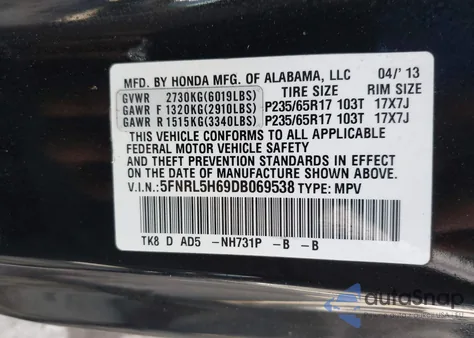 MFD. BY HONDA MFG. OF ALABAMA, LLC 04/'13
TIRE SIZE RIM SIZE
GVWR 2730KG(6019LBS)
GAWR F 1320KG(2910LBS) P235/65R17 103T 17X7J
GAWR R 1515KG(3340LBS) P235/65R17 103T 17X7J
THIS VEHICLE CONFORMS TO ALL APPLICABLE
FEDERAL MOTOR VEHICLE SAFETY
AND THEFT PREVENTION STANDARDS IN EFFECT
ON THE DATE OF MANUFACTURE SHOWN ABOVE.
V.I.N.: 5FNRL5H69DB069538 TYPE: MPV
TK8 D AD5 -NH731P -B -B
autoSnap